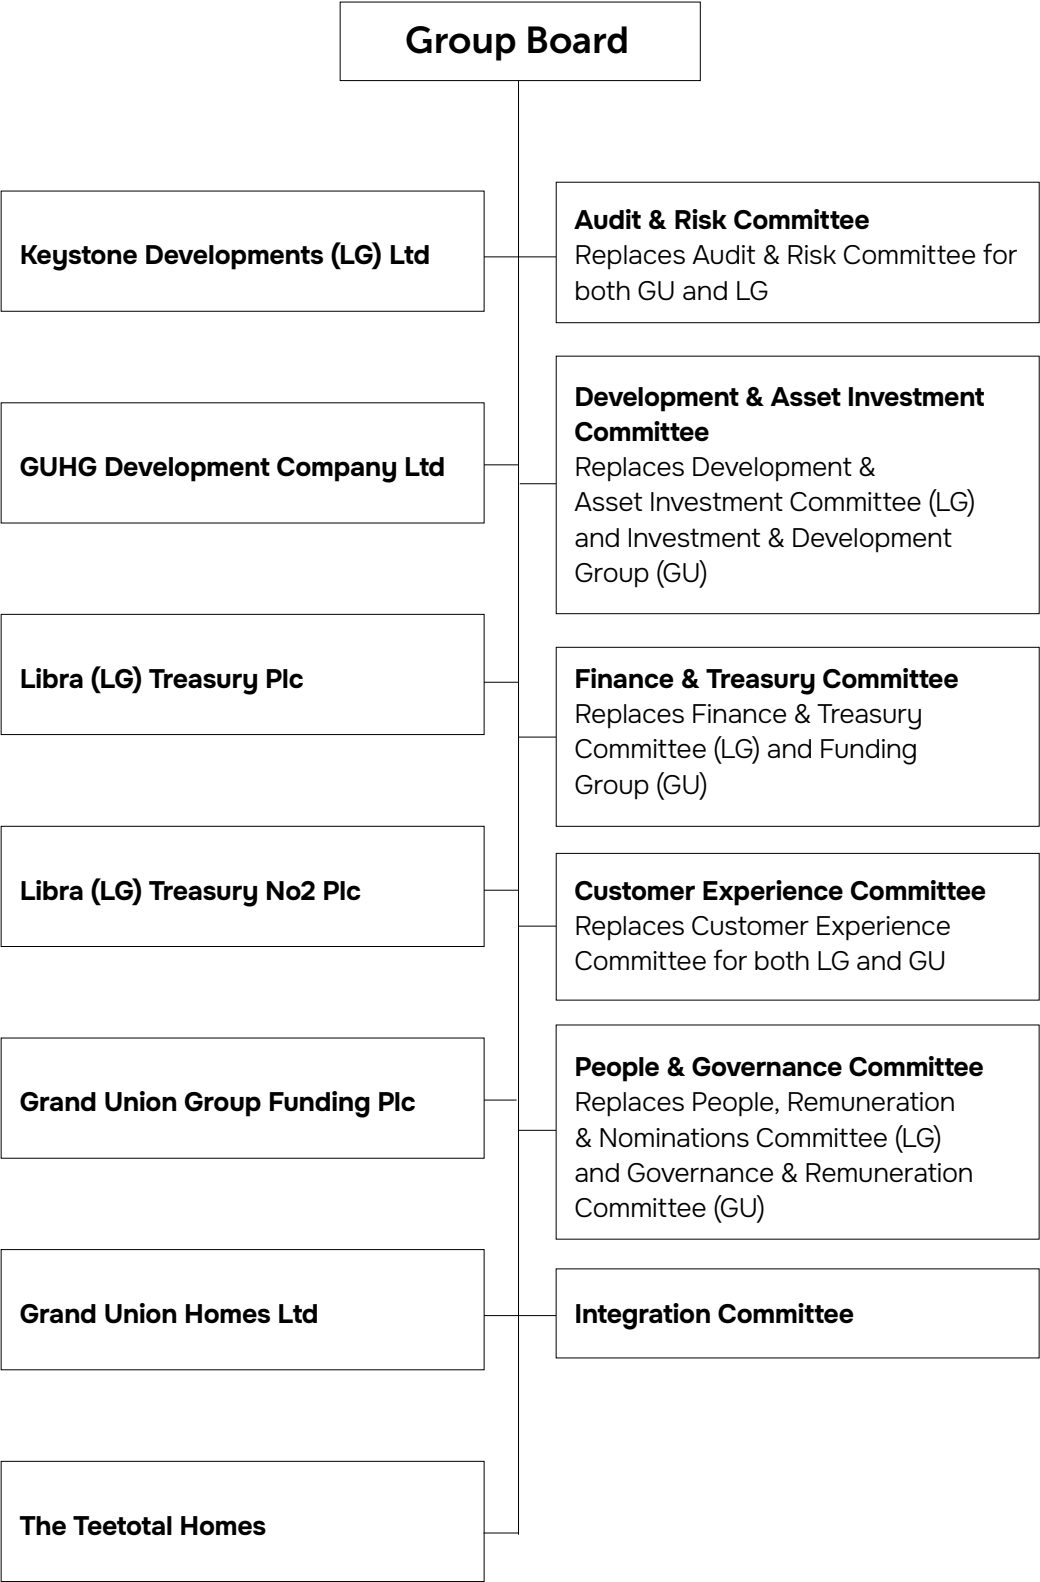 Group Board
Keystone Developments (LG) Ltd
GUHG Development Company Ltd
Libra (LG) Treasury Plc
Libra (LG) Treasury No2 Plc
Grand Union Group Funding Plc
Grand Union Homes Ltd
The Teetotal Homes
Audit & Risk Committee
Replaces Audit & Risk Committee for
both GU and LG
Development & Asset Investment
Committee
Replaces Development &
Asset Investment Committee (LG)
and Investment & Development
Group (GU)
Finance & Treasury Committee
Replaces Finance & Treasury
Committee (LG) and Funding
Group (GU)
Customer Experience Committee
Replaces Customer Experience
Committee for both LG and GU
People & Governance Committee
Replaces People, Remuneration
& Nominations Committee (LG)
and Governance & Remuneration
Committee (GU)
Integration Committee